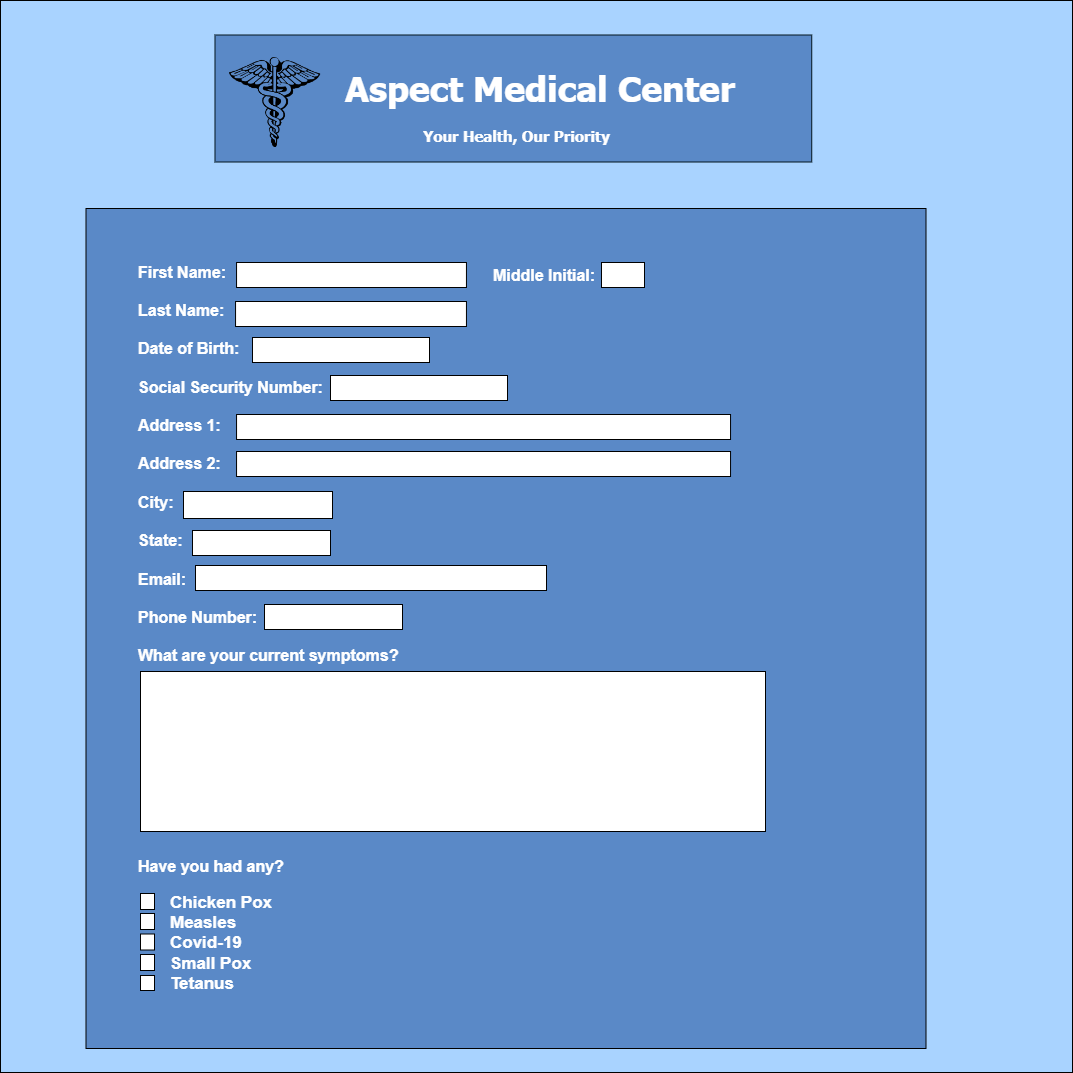 Aspect Medical Center
Your Health, Our Priority
First Name: Middle Initial:
Last Name:
Date of Birth:
Social Security Number:
Address 1:
Address 2:
City:
State:
Email:
Phone Number:
What are your current symptoms?
Have you had any?
Chicken Pox
Measles
Covid-19
Small Pox
Tetanus